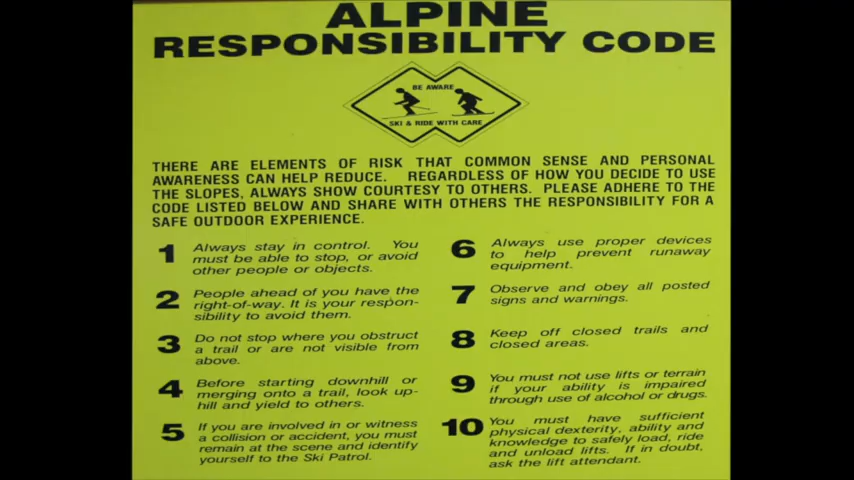 ALPINE
RESPONSIBILITY CODE
BE AWARE
SKI & RIDE WITH CARE
THERE ARE ELEMENTS OF RISK THAT COMMON SENSE AND PERSONAL
AWARENESS CAN HELP REDUCE. REGARDLESS OF HOW YOU DECIDE TO USE
THE SLOPES, ALWAYS SHOW COURTESY TO OTHERS. PLEASE ADHERE TO THE
CODE LISTED BELOW AND SHARE WITH OTHERS THE RESPONSIBILITY FOR A
SAFE OUTDOOR EXPERIENCE.
1 Always stay in control. You
must be able to stop, or avoid
other people or objects.
2 People ahead of you have the
right-of-way. It is your respon-
sibility to avoid them.
3 Do not stop where you obstruct
a trail or are not visible from
above.
4 Before starting downhill or
merging onto a trail, look up-
hill and yield to others.
5 If you are involved in or witness
a collision or accident, you must
remain at the scene and identify
yourself to the Ski Patrol.
6 Always use proper devices
to help prevent runaway
equipment.
7 Observe and obey all posted
signs and warnings.
8 Keep off closed trails and
closed areas.
9 You must not use lifts or terrain
if your ability is impaired
through use of alcohol or drugs.
10 You must have sufficient
physical dexterity, ability and
knowledge to safely load, ride
and unload lifts. If in doubt,
ask the lift attendant.